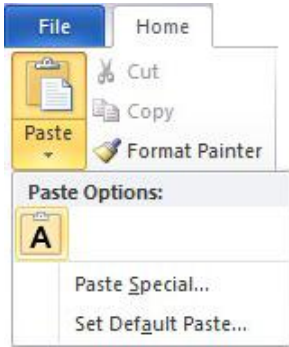 File Home
Cut
Copy
Paste
Format Painter
Paste Options:
A
Paste Special...
Set Default Paste...